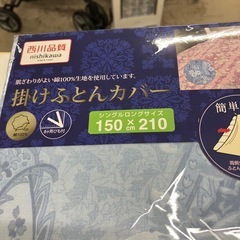 西川品質
nishikawa
肌ざわりがよい綿100%生地を使用しています。
掛けふとんカバー
シングルロングサイズ
150×210
cm
簡単